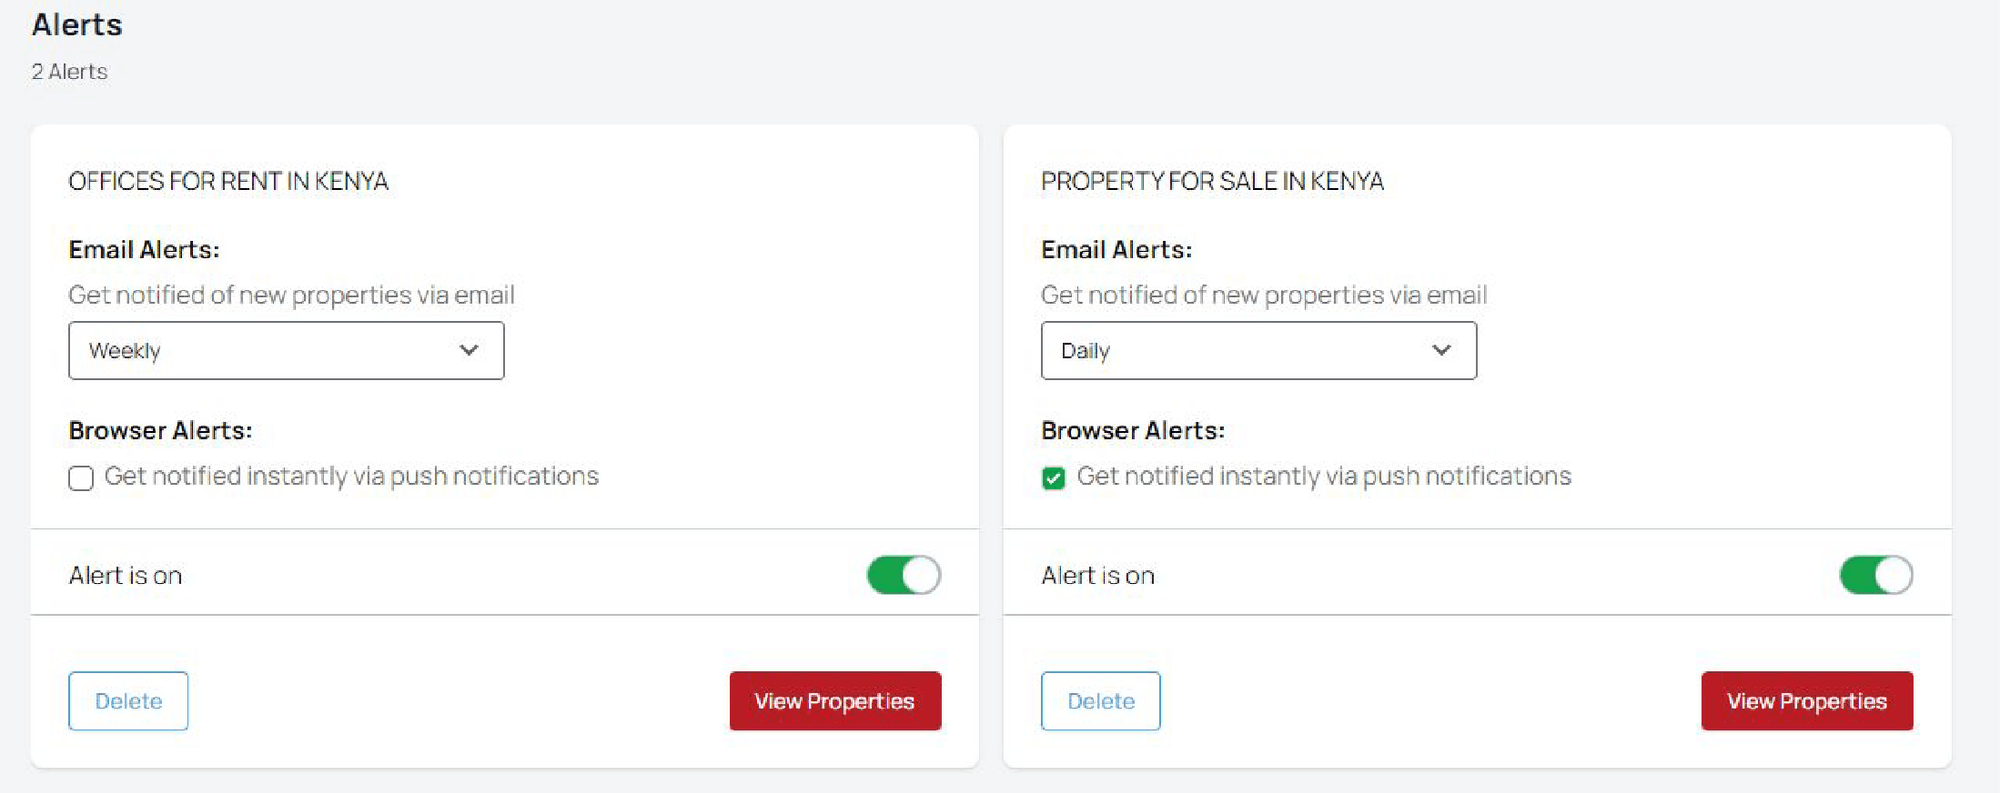 Alerts
2 Alerts
OFFICES FOR RENT IN KENYA
Email Alerts:
Get notified of new properties via email
Weekly
Browser Alerts:
Get notified instantly via push notifications
Alert is on
Delete
View Properties
PROPERTY FOR SALE IN KENYA
Email Alerts:
Get notified of new properties via email
Daily
Browser Alerts:
Get notified instantly via push notifications
Alert is on
Delete
View Properties